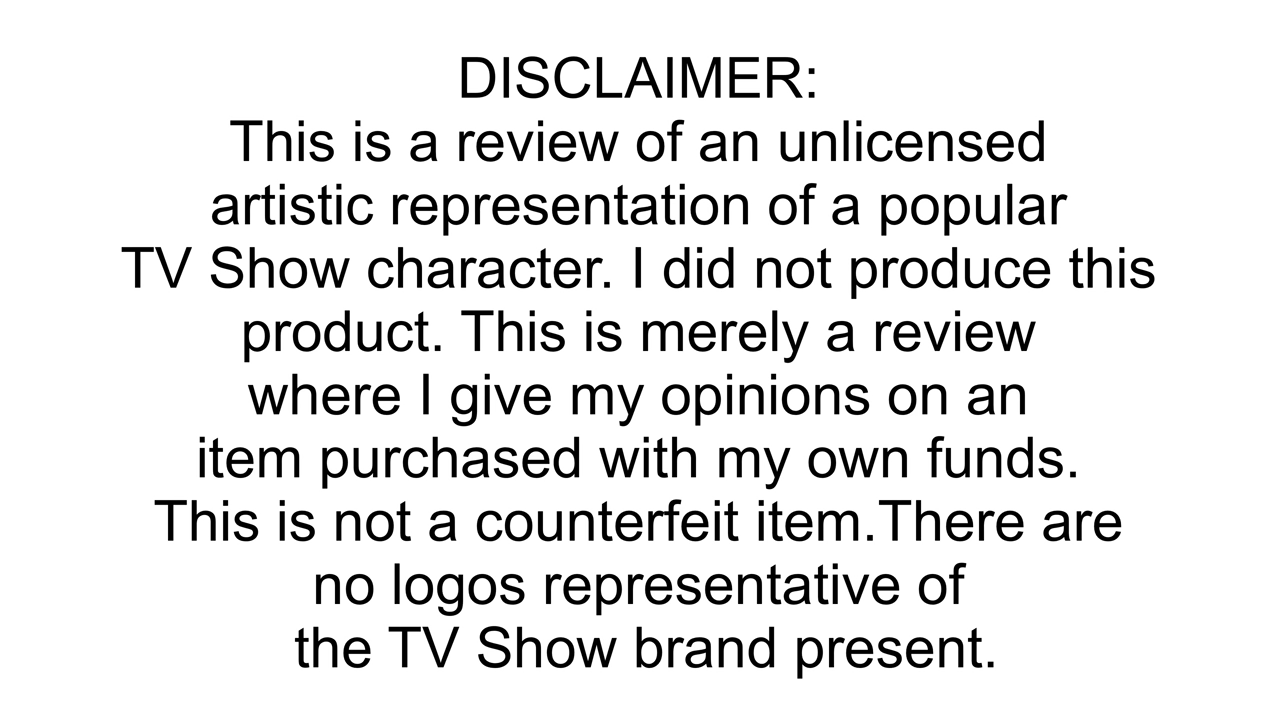 DISCLAIMER:
This is a review of an unlicensed
artistic representation of a popular
TV Show character. I did not produce this
product. This is merely a review
where I give my opinions on an
item purchased with my own funds.
This is not a counterfeit item.There are
no logos representative of
the TV Show brand present.